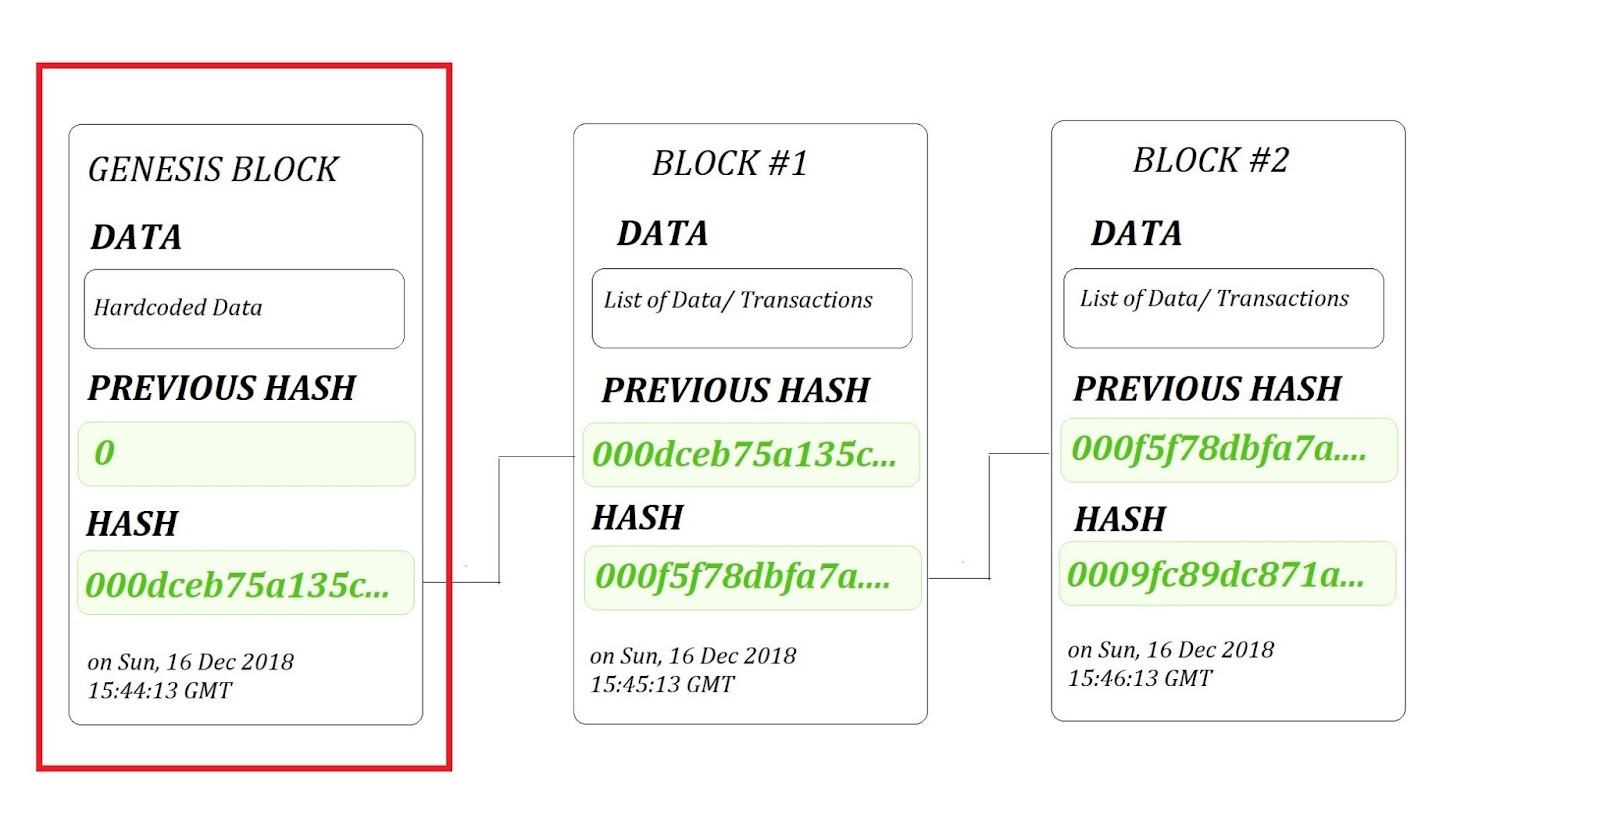 GENESIS BLOCK
DATA
Hardcoded Data
PREVIOUS HASH
0
HASH
000dceb75a135c...
on Sun, 16 Dec 2018
15:44:13 GMT
BLOCK #1
DATA
List of Data/ Transactions
PREVIOUS HASH
000dceb75a135c...
HASH
000f5f78dbfa7a....
on Sun, 16 Dec 2018
15:45:13 GMT
BLOCK #2
DATA
List of Data/ Transactions
PREVIOUS HASH
000f5f78dbfa7a....
HASH
0009fc89dc871a...
on Sun, 16 Dec 2018
15:46:13 GMT